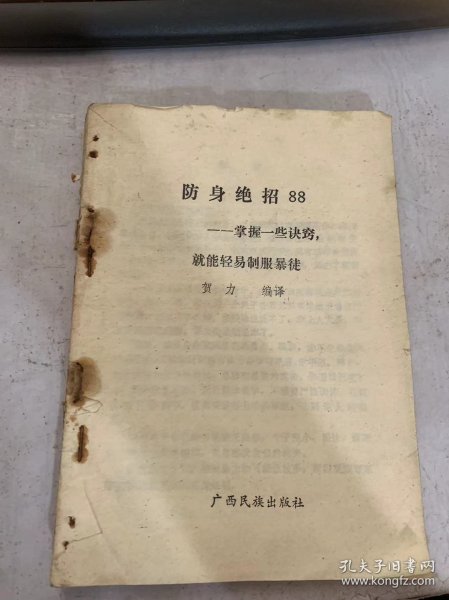 防身绝招88
——掌握一些诀窍，
就能轻易制服暴徒
贺力 编译
广西民族出版社
孔夫子旧书网
www.kongfz.com